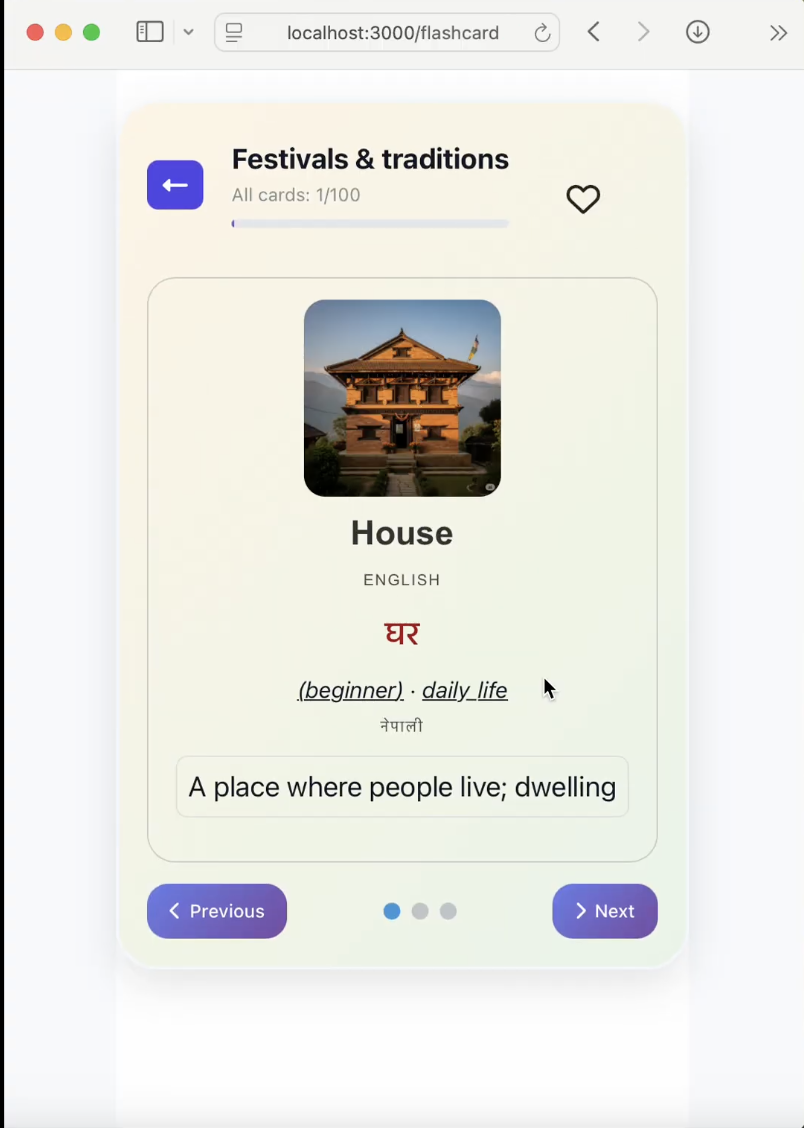 localhost:3000/flashcard
Festivals & traditions
All cards: 1/100
House
ENGLISH
घर
(beginner) · daily life
नेपाली
A place where people live; dwelling
Previous
Next